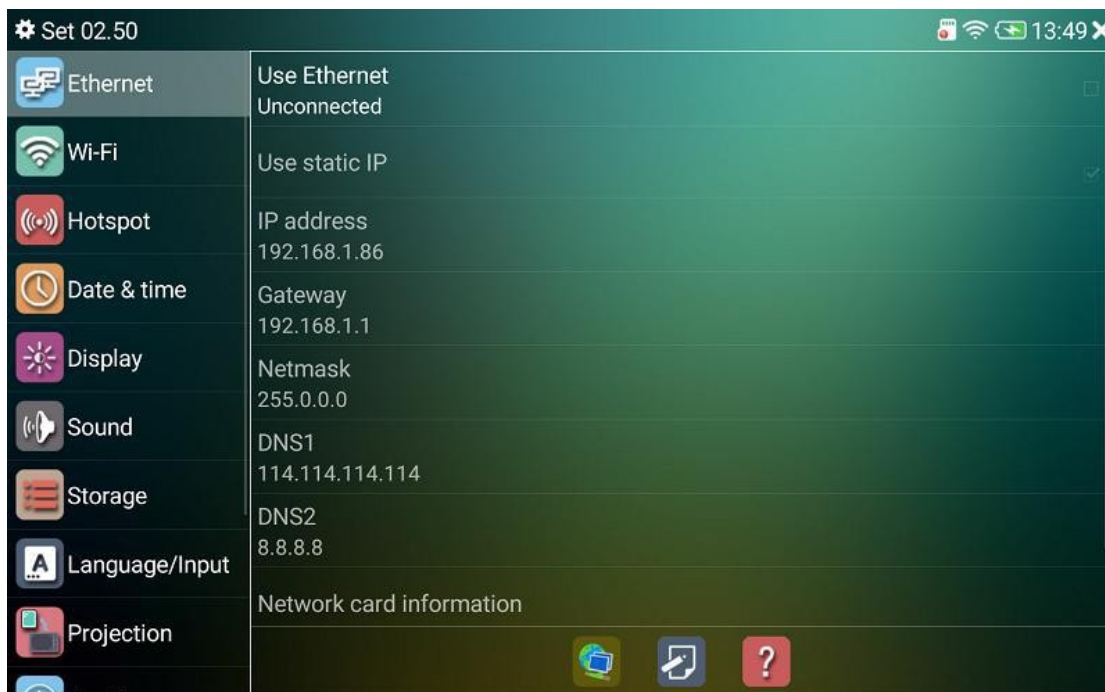 Set 02.50
13:49
Ethernet
Wi-Fi
Hotspot
Date & time
Display
Sound
Storage
Language/Input
Projection
Use Ethernet
Unconnected
Use static IP
IP address
192.168.1.86
Gateway
192.168.1.1
Netmask
255.0.0.0
DNS1
114.114.114.114
DNS2
8.8.8.8
Network card information